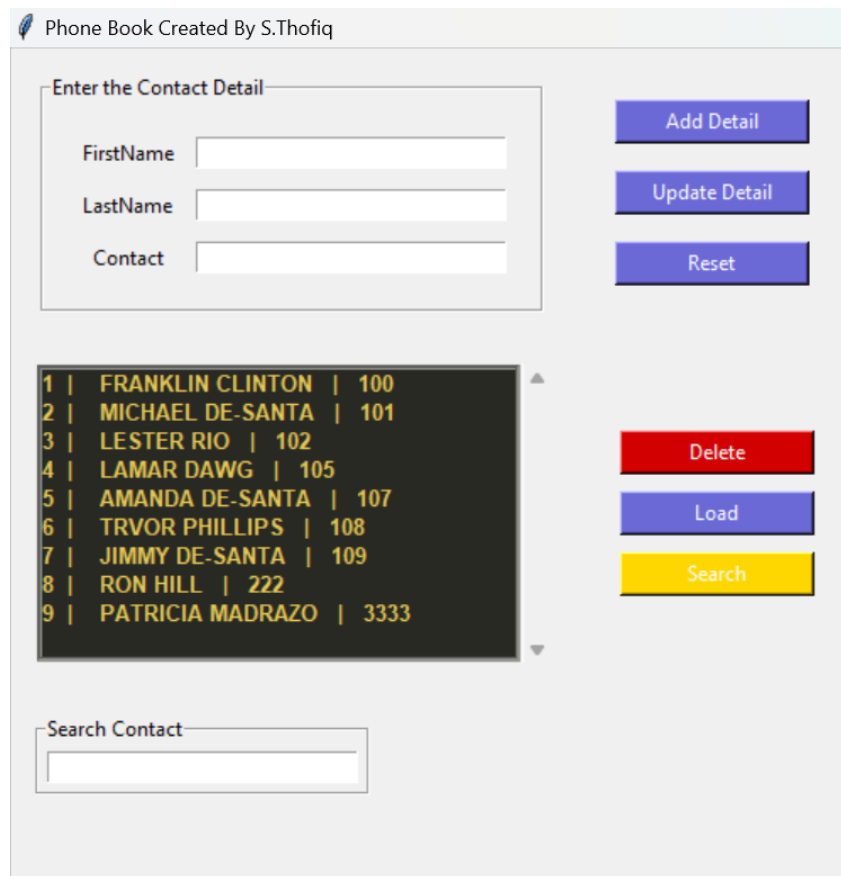 Phone Book Created By S.Thofiq
Enter the Contact Detail
FirstName
LastName
Contact
Add Detail
Update Detail
Reset
1 | FRANKLIN CLINTON | 100
2 | MICHAEL DE-SANTA | 101
3 | LESTER RIO | 102
4 | LAMAR DAWG | 105
5 | AMANDA DE-SANTA | 107
6 | TRVOR PHILLIPS | 108
7 | JIMMY DE-SANTA | 109
8 | RON HILL | 222
9 | PATRICIA MADRAZO | 3333
Delete
Load
Search
Search Contact